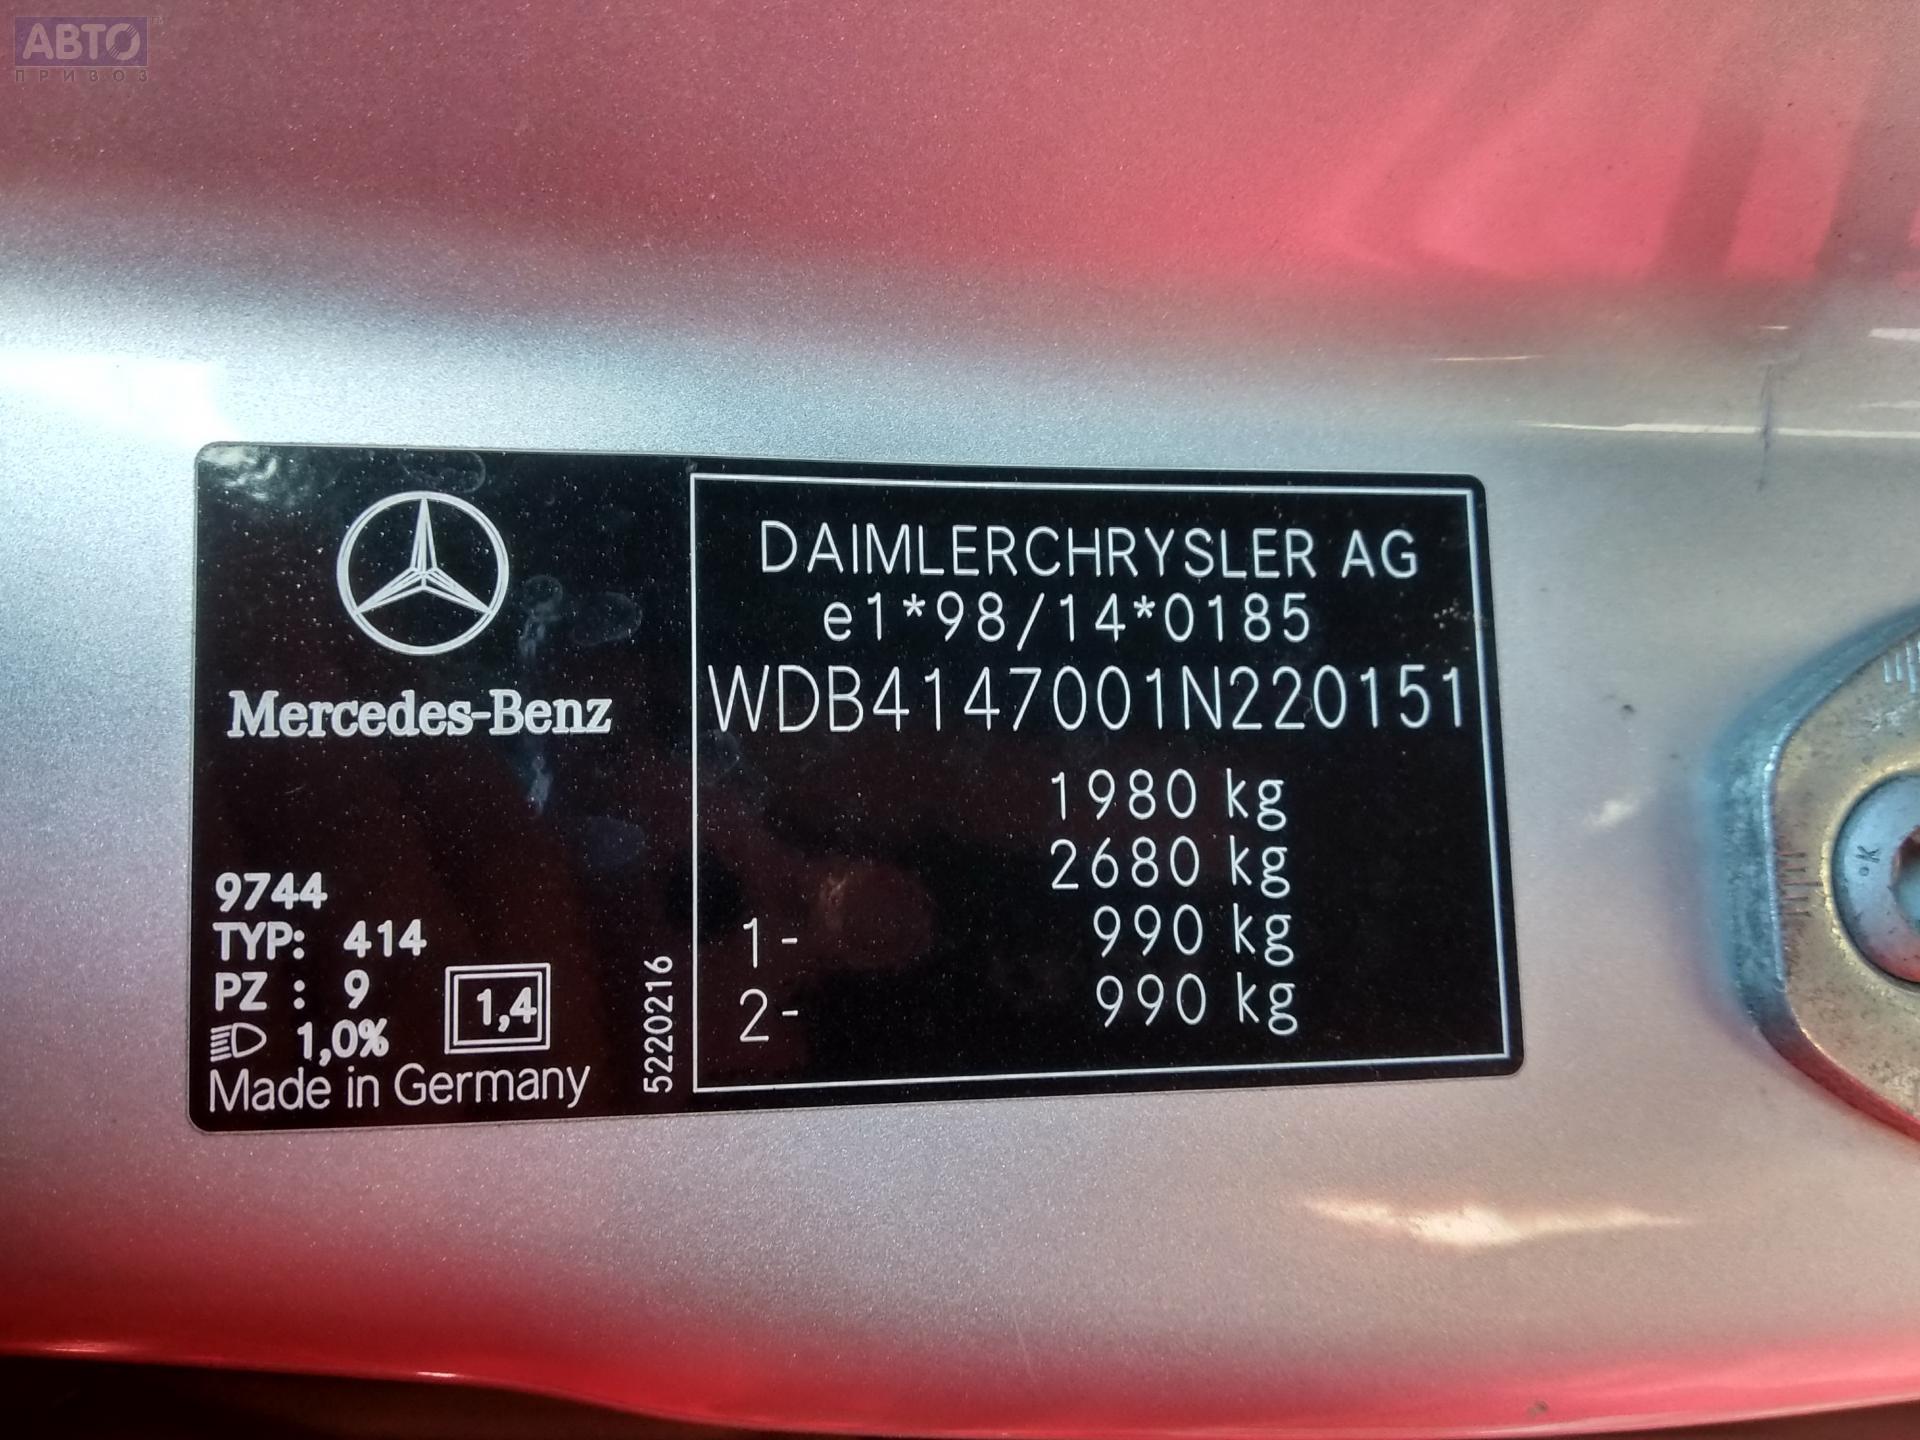 АВТО
ПРИВОЗ
Mercedes-Benz
9744
TYP: 414
PZ : 9
1,0%
1,4
Made in Germany
5220216
DAIMLERCHRYSLER AG
e1*98/14*0185
WDB4147001N220151
1980 kg
2680 kg
1- 990 kg
2- 990 kg
K